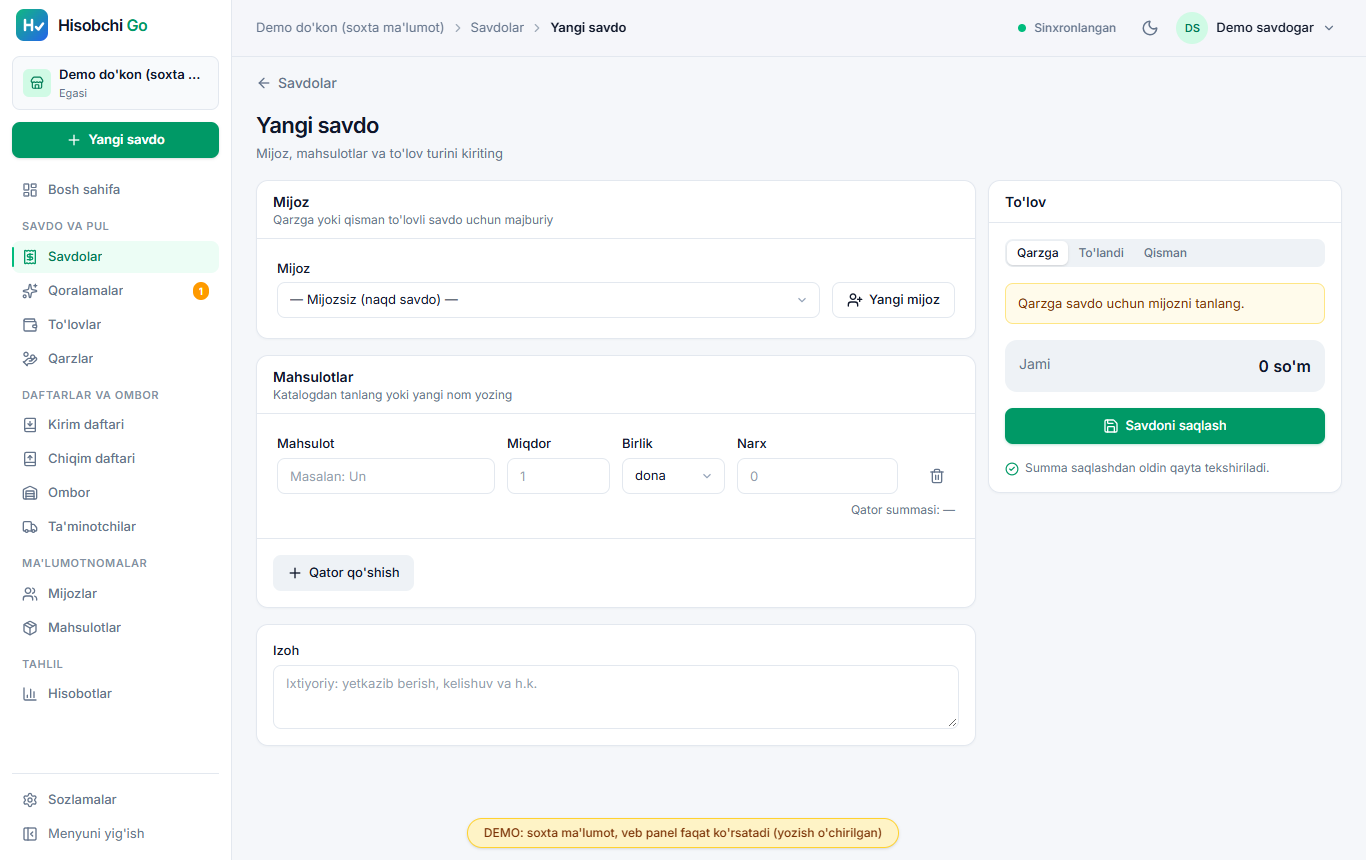 Hisobchi Go
Demo do'kon (soxta ...
Egasi
Yangi savdo
Bosh sahifa
SAVDO VA PUL
Savdolar
Qoralamalar 1
To'lovlar
Qarzlar
DAFTARLAR VA OMBOR
Kirim daftari
Chiqim daftari
Ombor
Ta'minotchilar
MA'LUMOTNOMALAR
Mijozlar
Mahsulotlar
TAHLIL
Hisobotlar
Sozlamalar
Menyuni yig'ish
Demo do'kon (soxta ma'lumot) > Savdolar > Yangi savdo
Sinxronlangan
DS Demo savdogar
Savdolar
Yangi savdo
Mijoz, mahsulotlar va to'lov turini kiriting
Mijoz
Qarzga yoki qisman to'lovli savdo uchun majburiy
Mijoz
— Mijozsiz (naqd savdo) —
Yangi mijoz
Mahsulotlar
Katalogdan tanlang yoki yangi nom yozing
Mahsulot Miqdor Birlik Narx
Masalan: Un 1 dona 0
Qator summasi: —
Qator qo'shish
Izoh
Ixtiyoriy: yetkazib berish, kelishuv va h.k.
To'lov
Qarzga To'landi Qisman
Qarzga savdo uchun mijozni tanlang.
Jami 0 so'm
Savdoni saqlash
Summa saqlashdan oldin qayta tekshiriladi.
DEMO: soxta ma'lumot, veb panel faqat ko'rsatadi (yozish o'chirilgan)